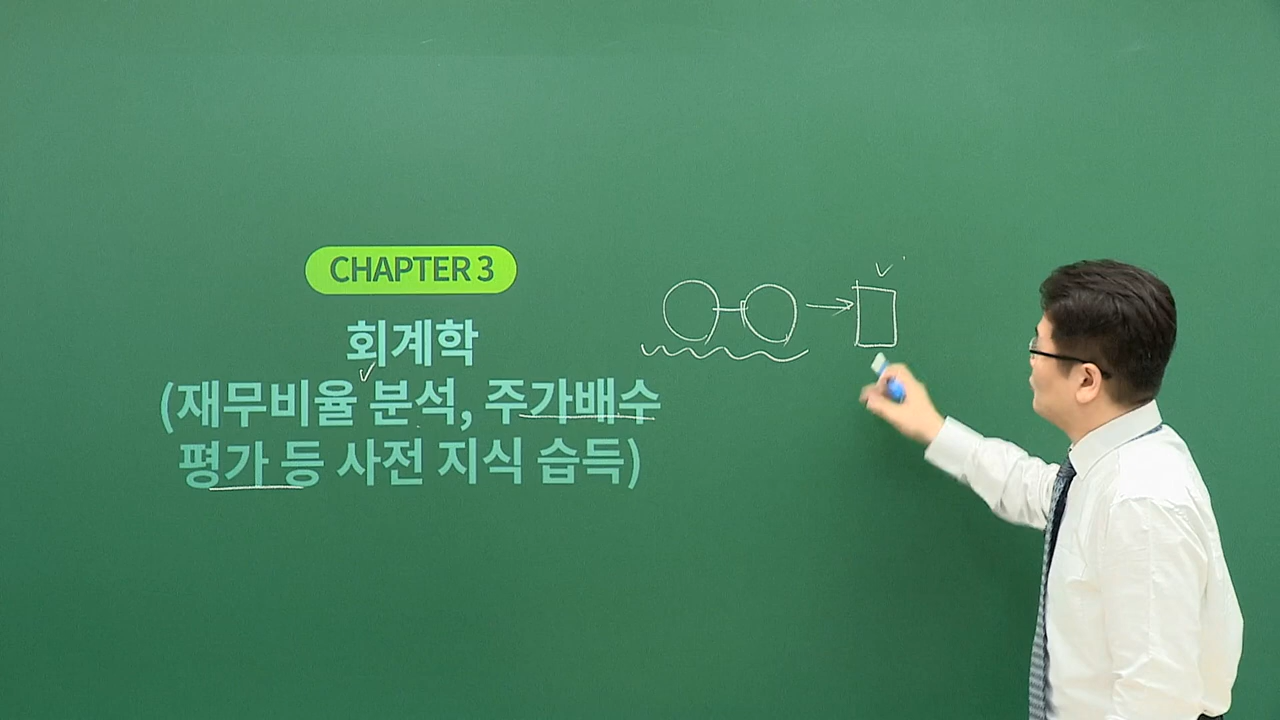 CHAPTER 3
회계학
(재무비율 분석, 주가배수
평가 등 사전 지식 습득)